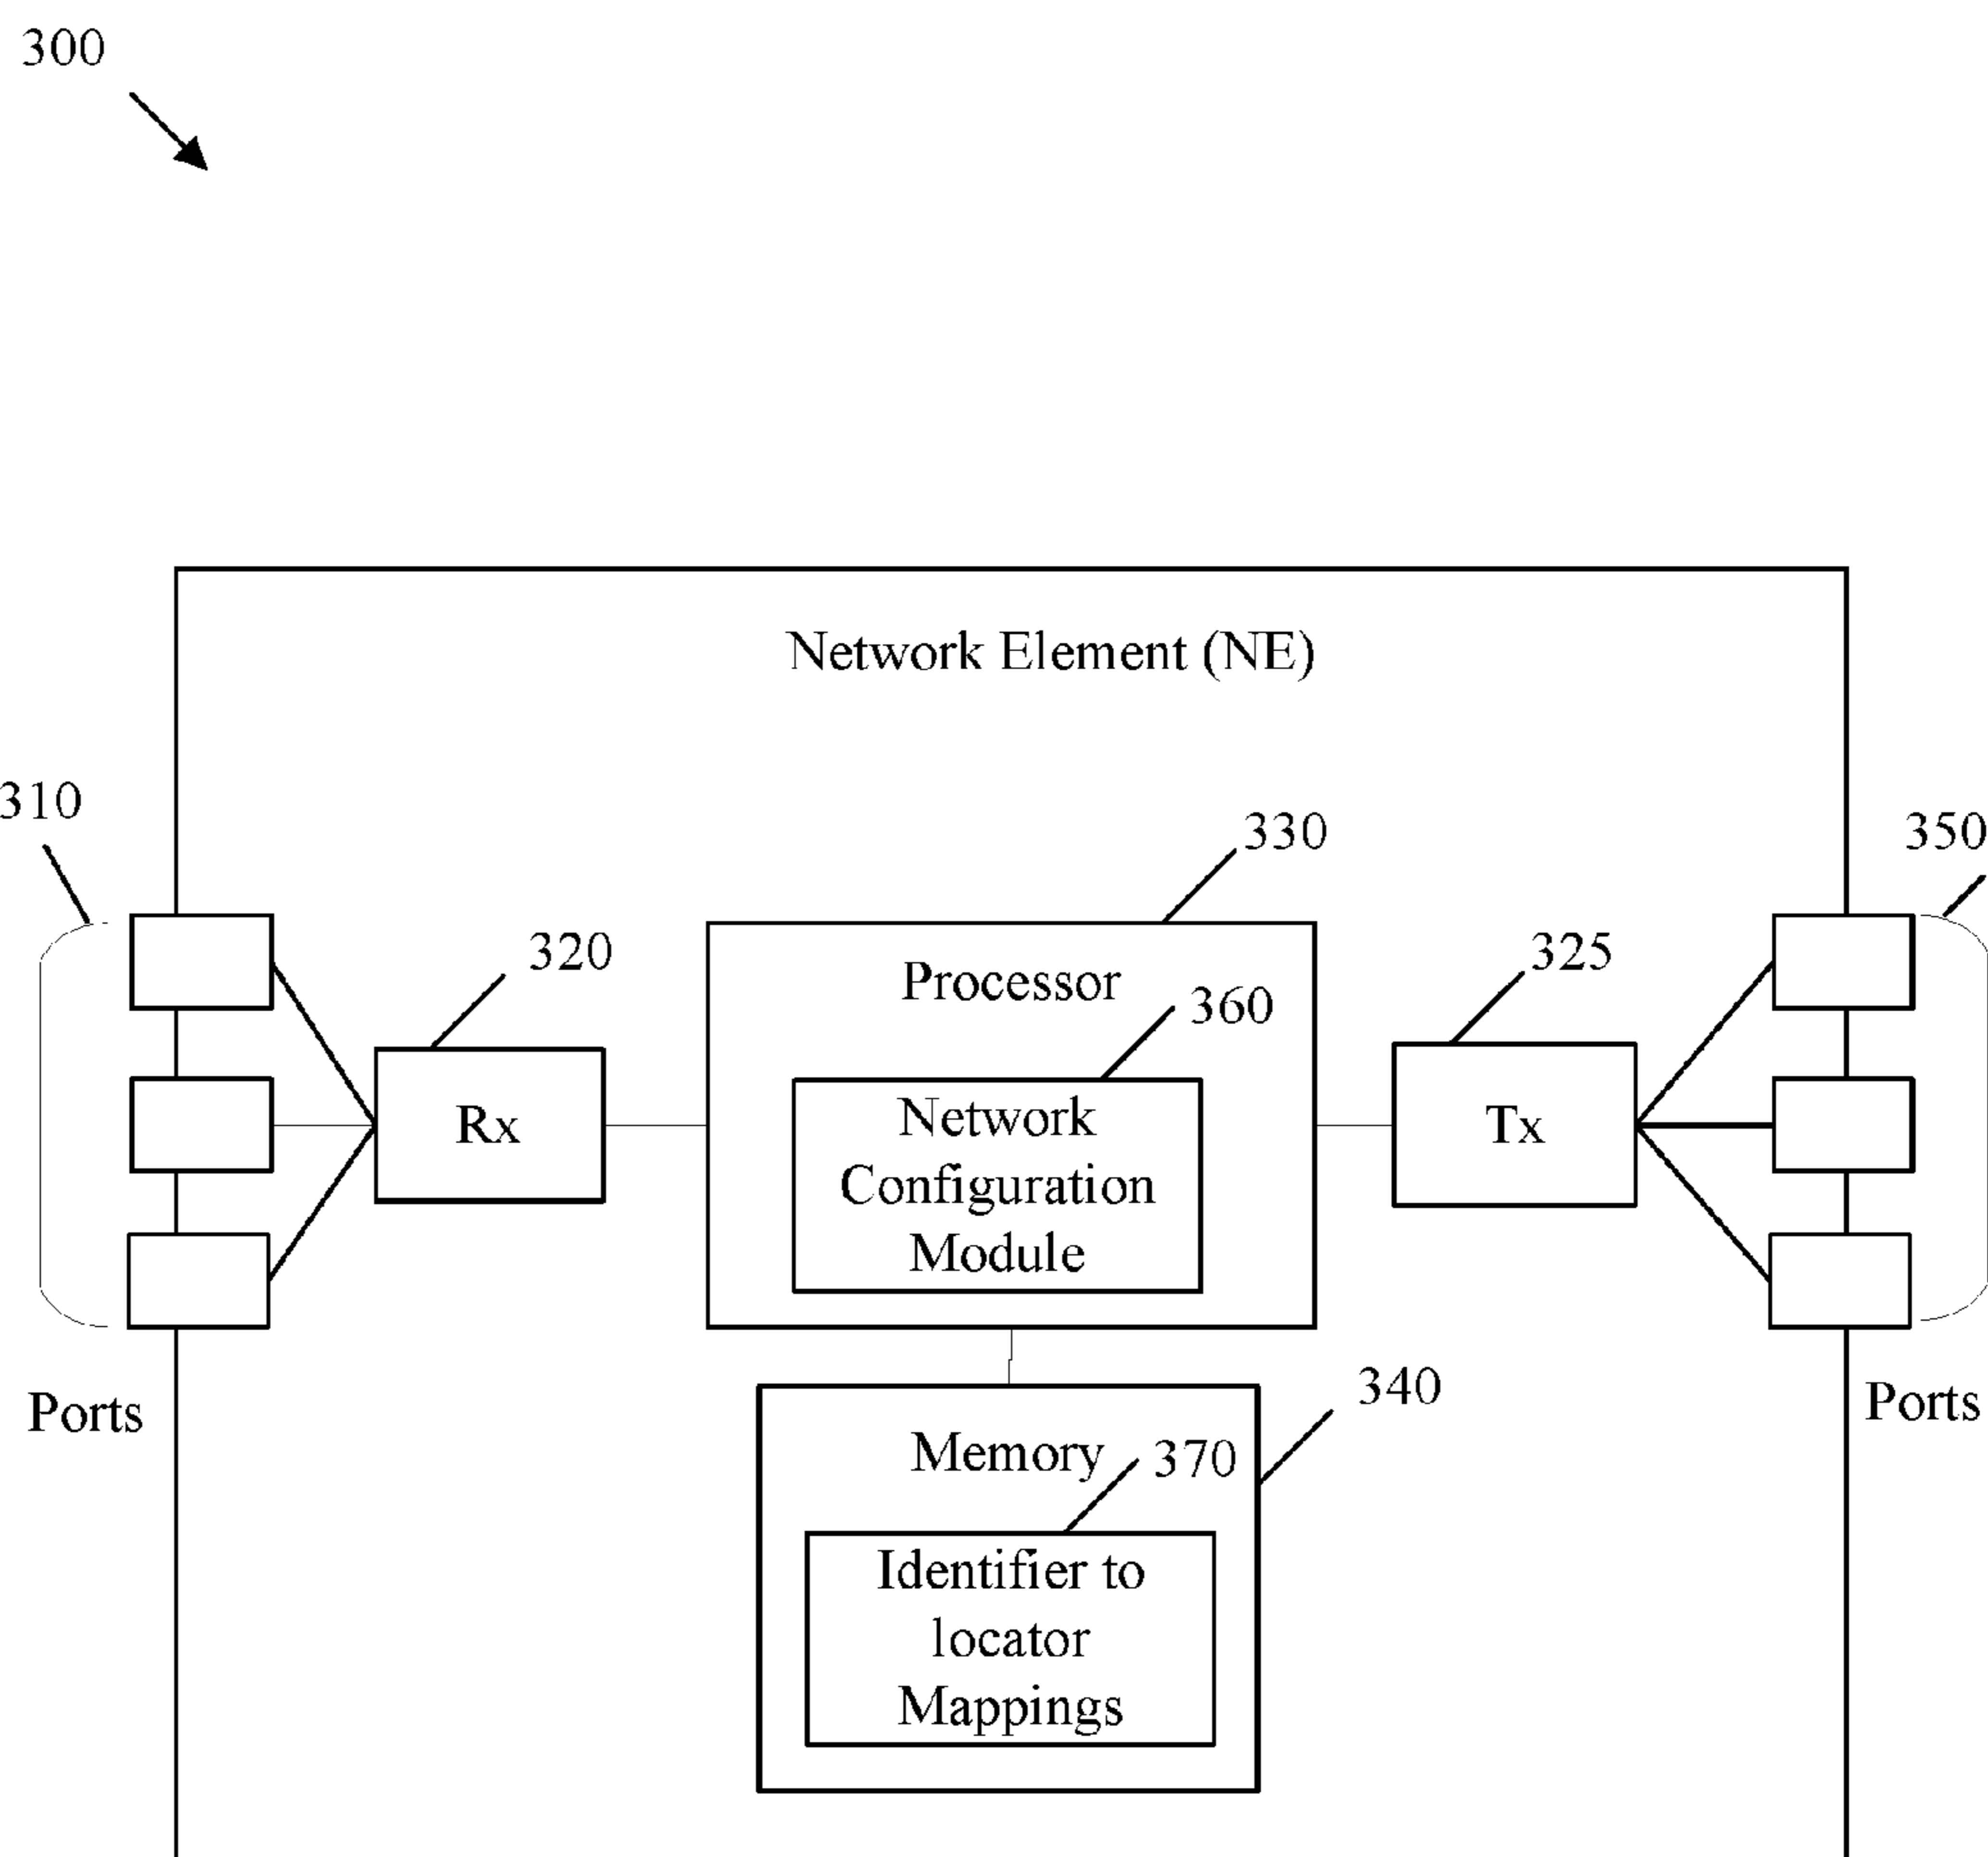 300
Network Element (NE)
310
330
350
320
Processor
325
360
Rx
Network
Configuration
Module
Tx
Ports
340
Ports
Memory
370
Identifier to
locator
Mappings